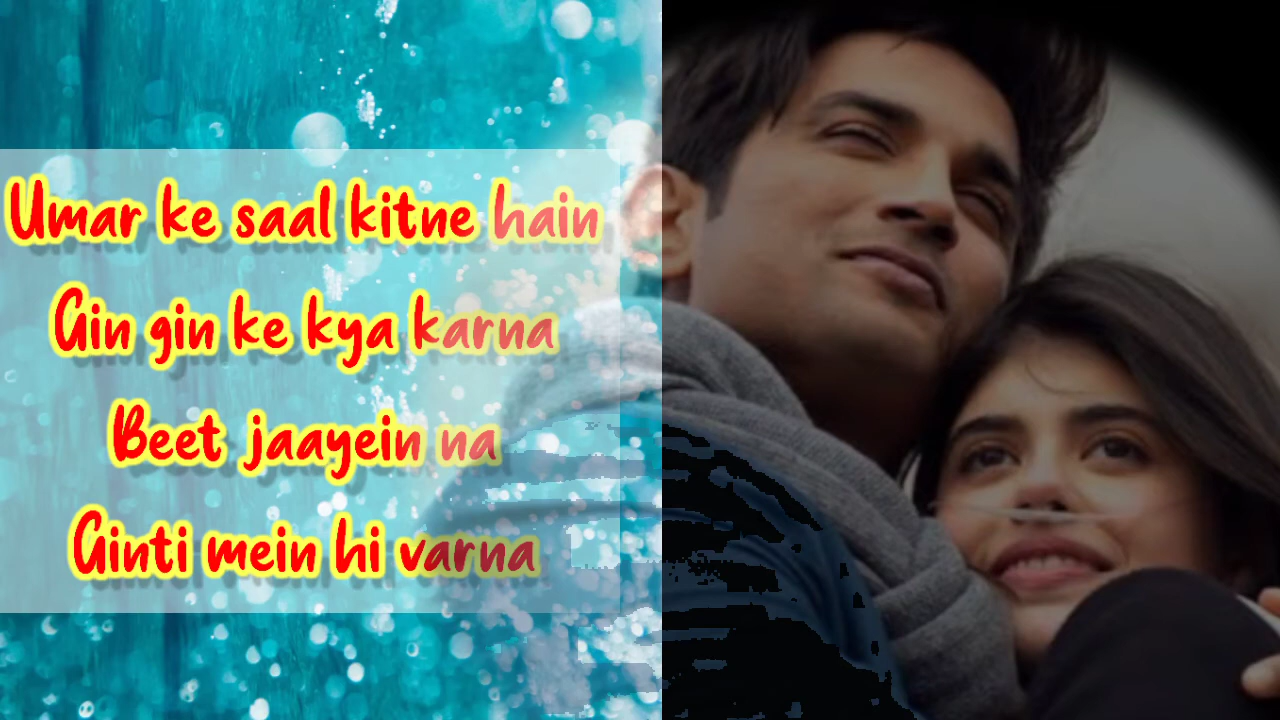 Umar ke saal kitne hain
Gin gin ke kya karna
Beet jaayein na
Ginti mein hi varna